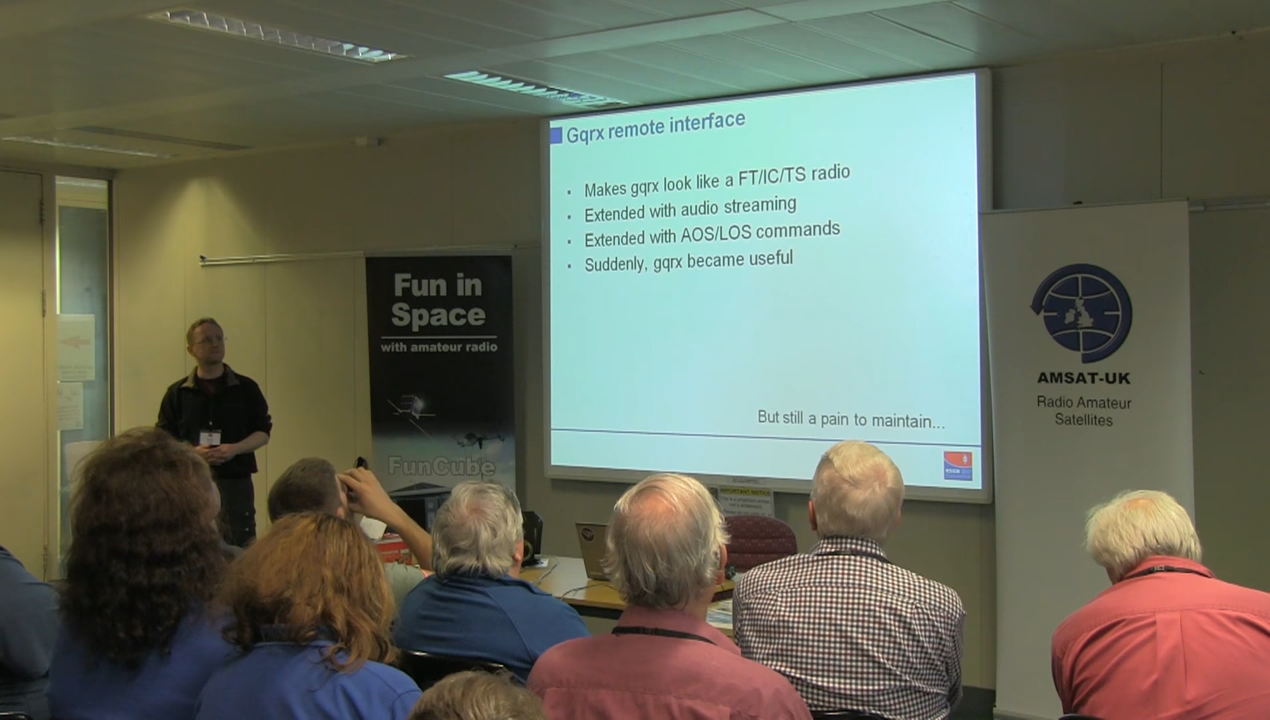 Gqrx remote interface
Makes gqrx look like a FT/IC/TS radio
Extended with audio streaming
Extended with AOS/LOS commands
Suddenly, gqrx became useful
But still a pain to maintain...
Fun in
Space
with amateur radio
FunCube
AMSAT-UK
Radio Amateur
Satellites
IMPORTANT NOTICE